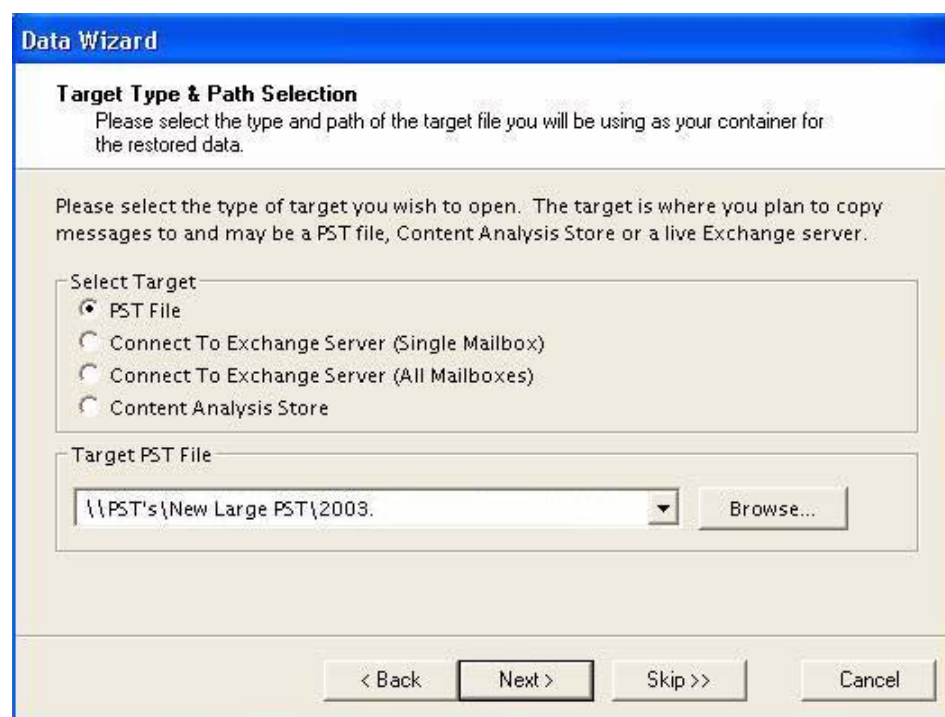 Data Wizard
Target Type & Path Selection
Please select the type and path of the target file you will be using as your container for
the restored data.
Please select the type of target you wish to open. The target is where you plan to copy
messages to and may be a PST file, Content Analysis Store or a live Exchange server.
Select Target
PST File
Connect To Exchange Server (Single Mailbox)
Connect To Exchange Server (All Mailboxes)
Content Analysis Store
Target PST File
\\PST's\New Large PST\2003.
Browse...
< Back
Next >
Skip >>
Cancel